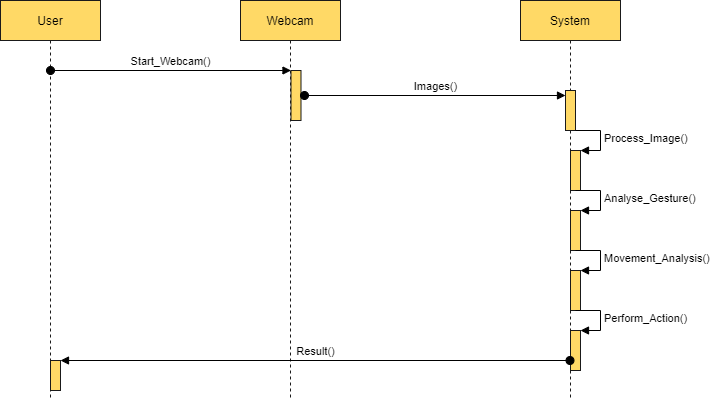 User
Webcam
System
Start_Webcam()
Images()
Process_Image()
Analyse_Gesture()
Movement_Analysis()
Perform_Action()
Result()